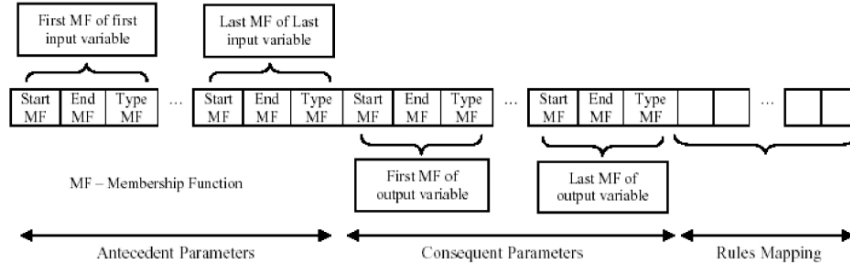 First MF of first
input variable
Last MF of Last
input variable
Start MF
End MF
Type MF
...
Start MF
End MF
Type MF
Start MF
End MF
Type MF
...
Start MF
End MF
Type MF
...
First MF of
output variable
Last MF of
output variable
MF – Membership Function
Antecedent Parameters
Consequent Parameters
Rules Mapping